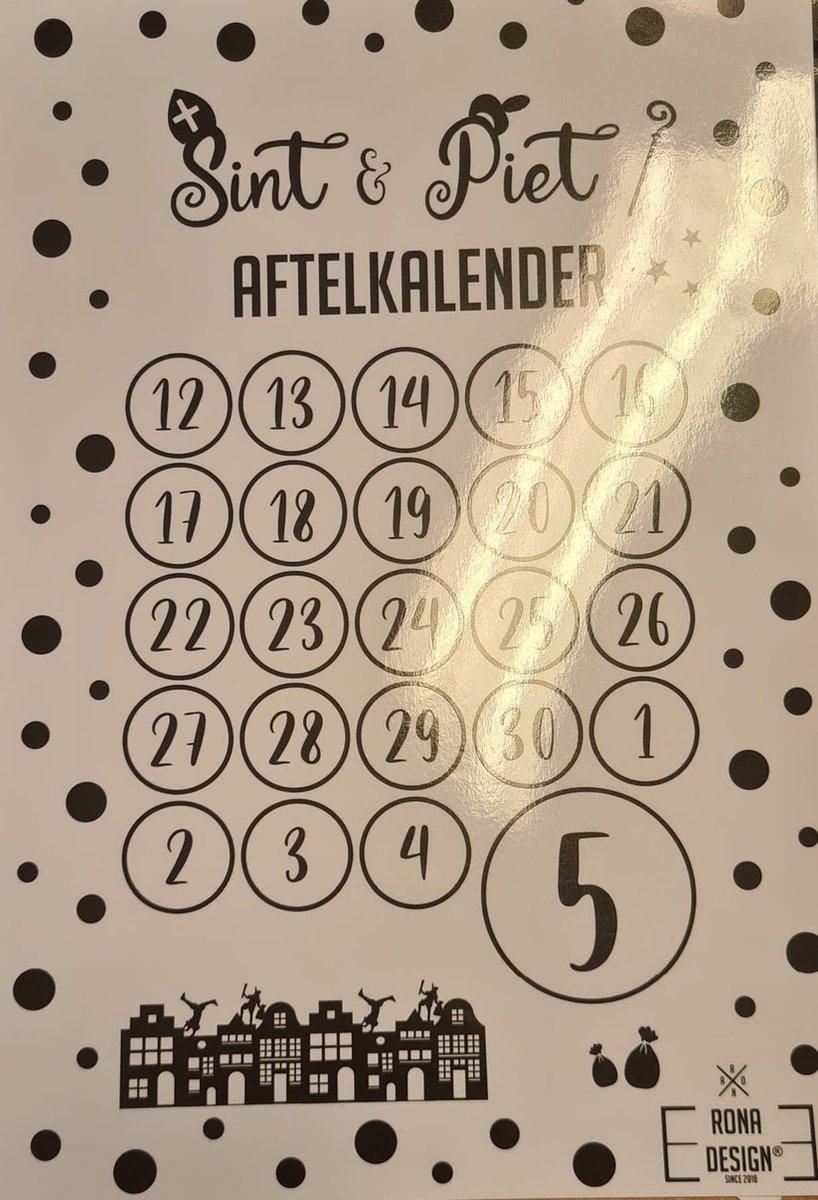 Sint & Piet
AFTELKALENDER
12 13 14 15 16
17 18 19 20 21
22 23 24 25 26
27 28 29 30 1
2 3 4 5
R
R O
N
RONA
DESIGN®
SINCE 2018